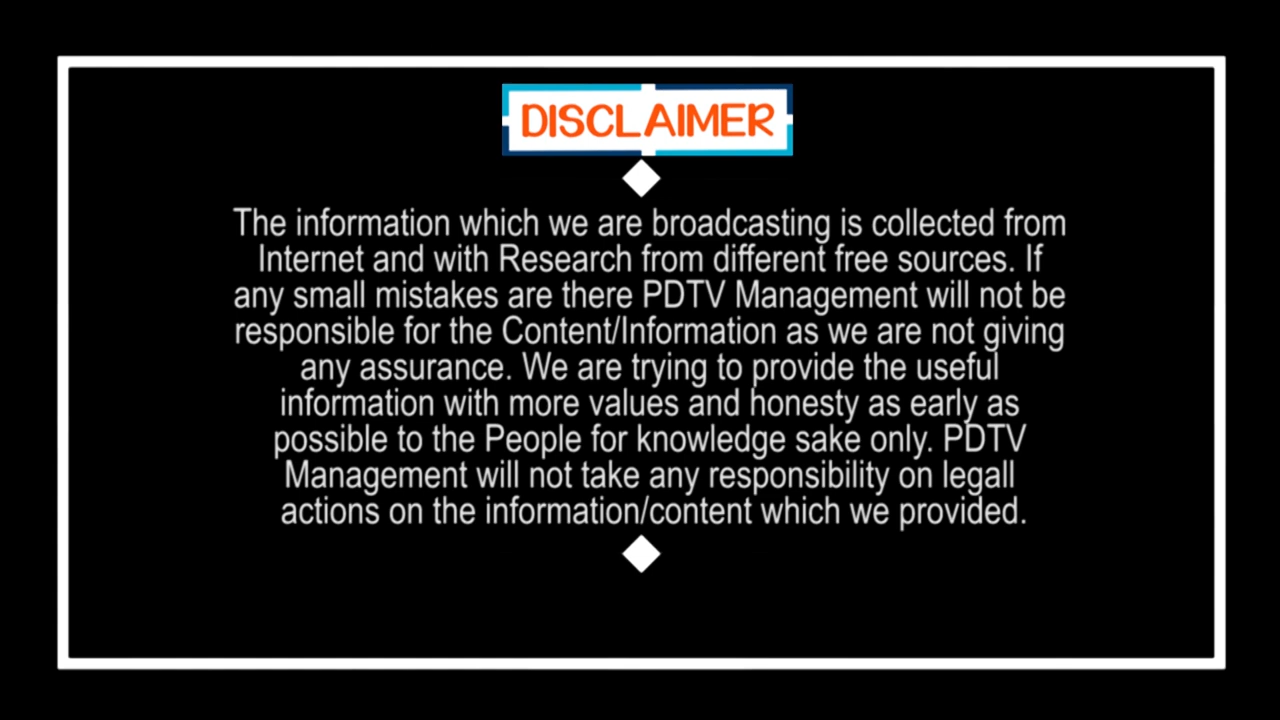 DISCLAIMER
The information which we are broadcasting is collected from
Internet and with Research from different free sources. If
any small mistakes are there PDTV Management will not be
responsible for the Content/Information as we are not giving
any assurance. We are trying to provide the useful
information with more values and honesty as early as
possible to the People for knowledge sake only. PDTV
Management will not take any responsibility on legall
actions on the information/content which we provided.